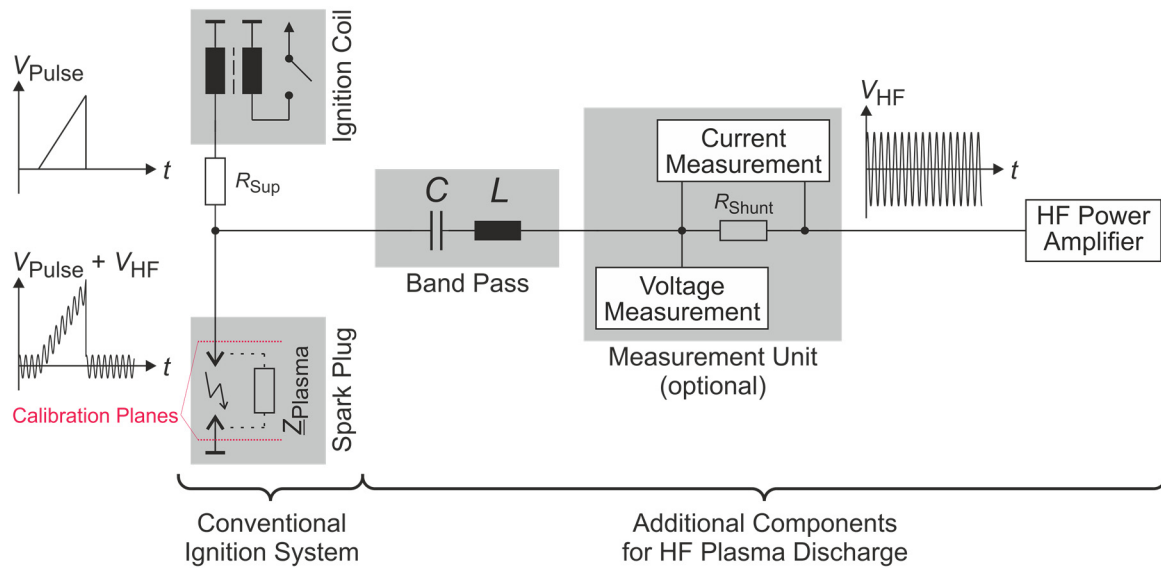 V_Pulse
t
Ignition Coil
R_Sup
V_Pulse + V_HF
t
Calibration Planes
Z_Plasma
Spark Plug
C
L
Band Pass
Current
Measurement
R_Shunt
Voltage
Measurement
Measurement Unit
(optional)
V_HF
t
HF Power
Amplifier
Conventional
Ignition System
Additional Components
for HF Plasma Discharge